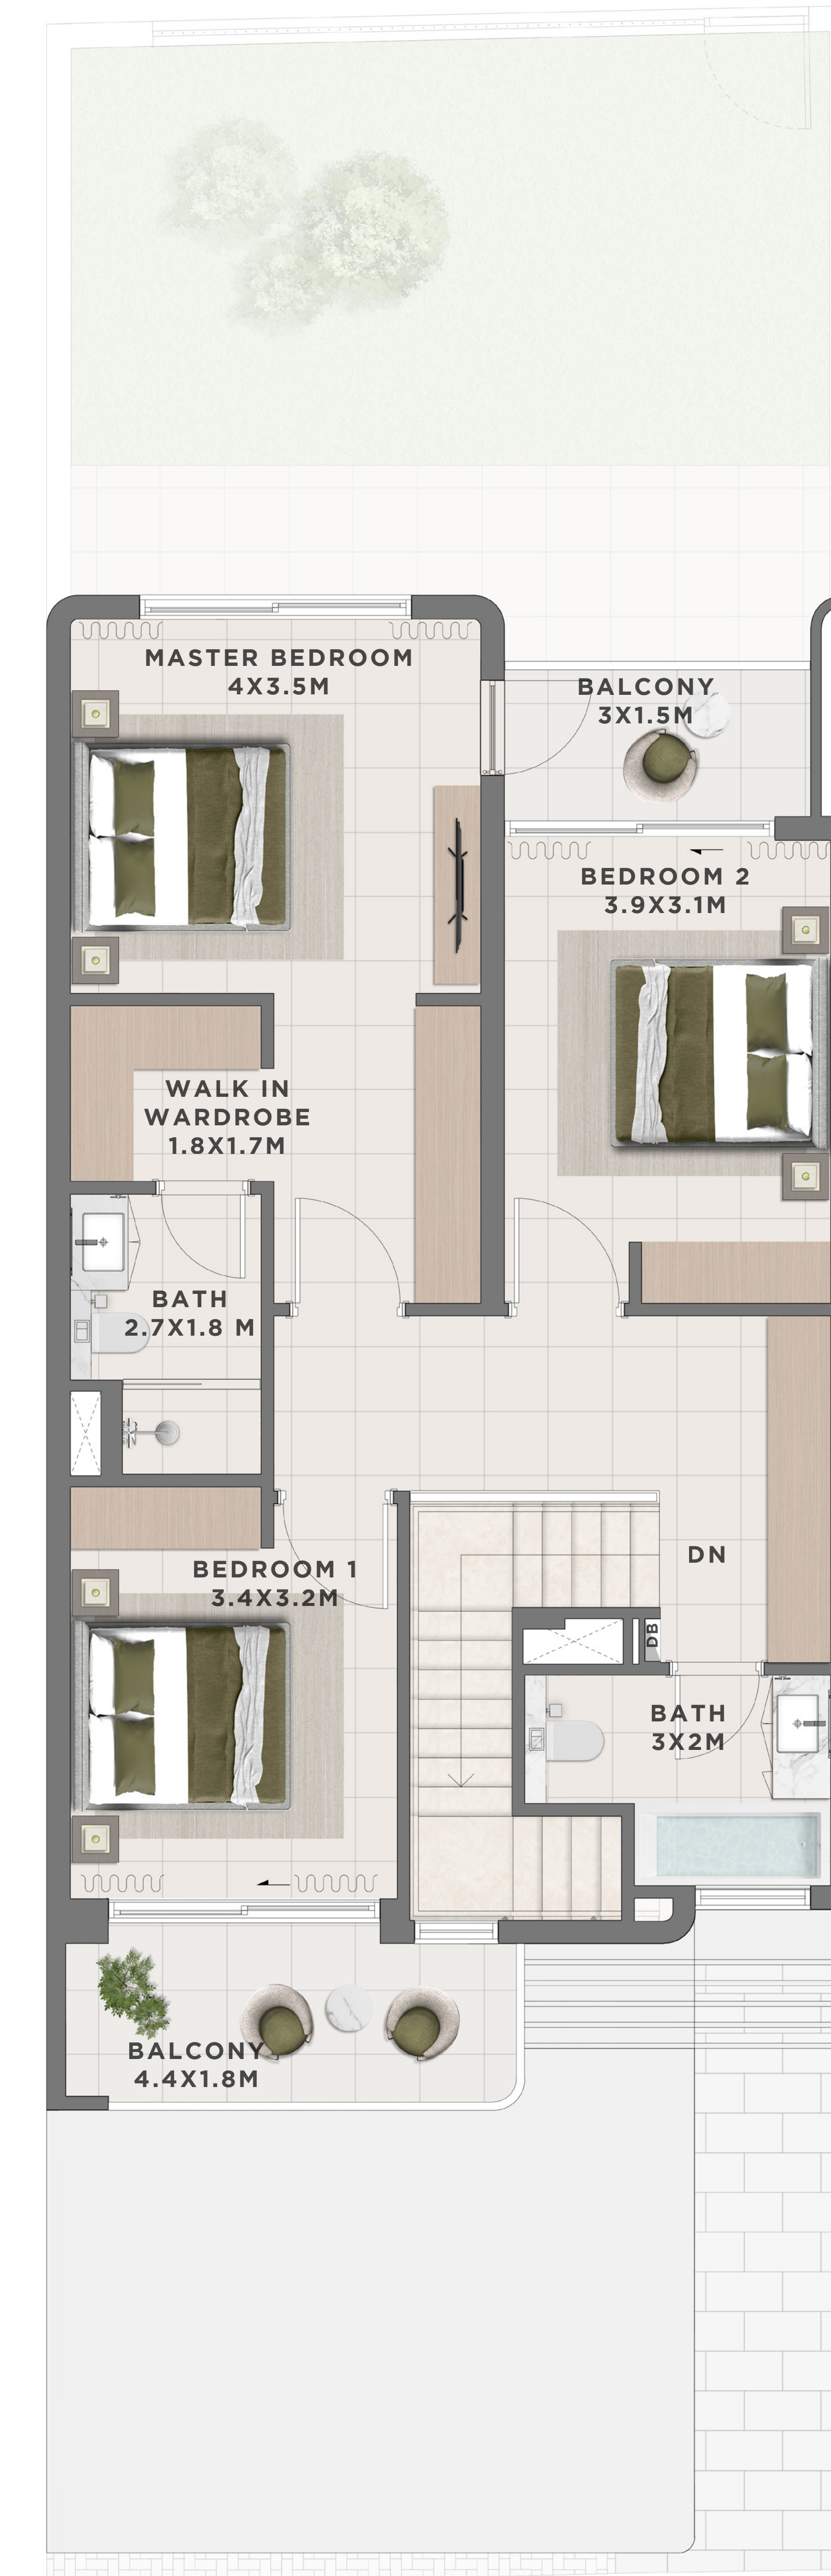 MASTER BEDROOM
4X3.5M
BALCONY
3X1.5M
BEDROOM 2
3.9X3.1M
WALK IN
WARDROBE
1.8X1.7M
BATH
2.7X1.8 M
BEDROOM 1
3.4X3.2M
DN
DB
BATH
3X2M
BALCONY
4.4X1.8M